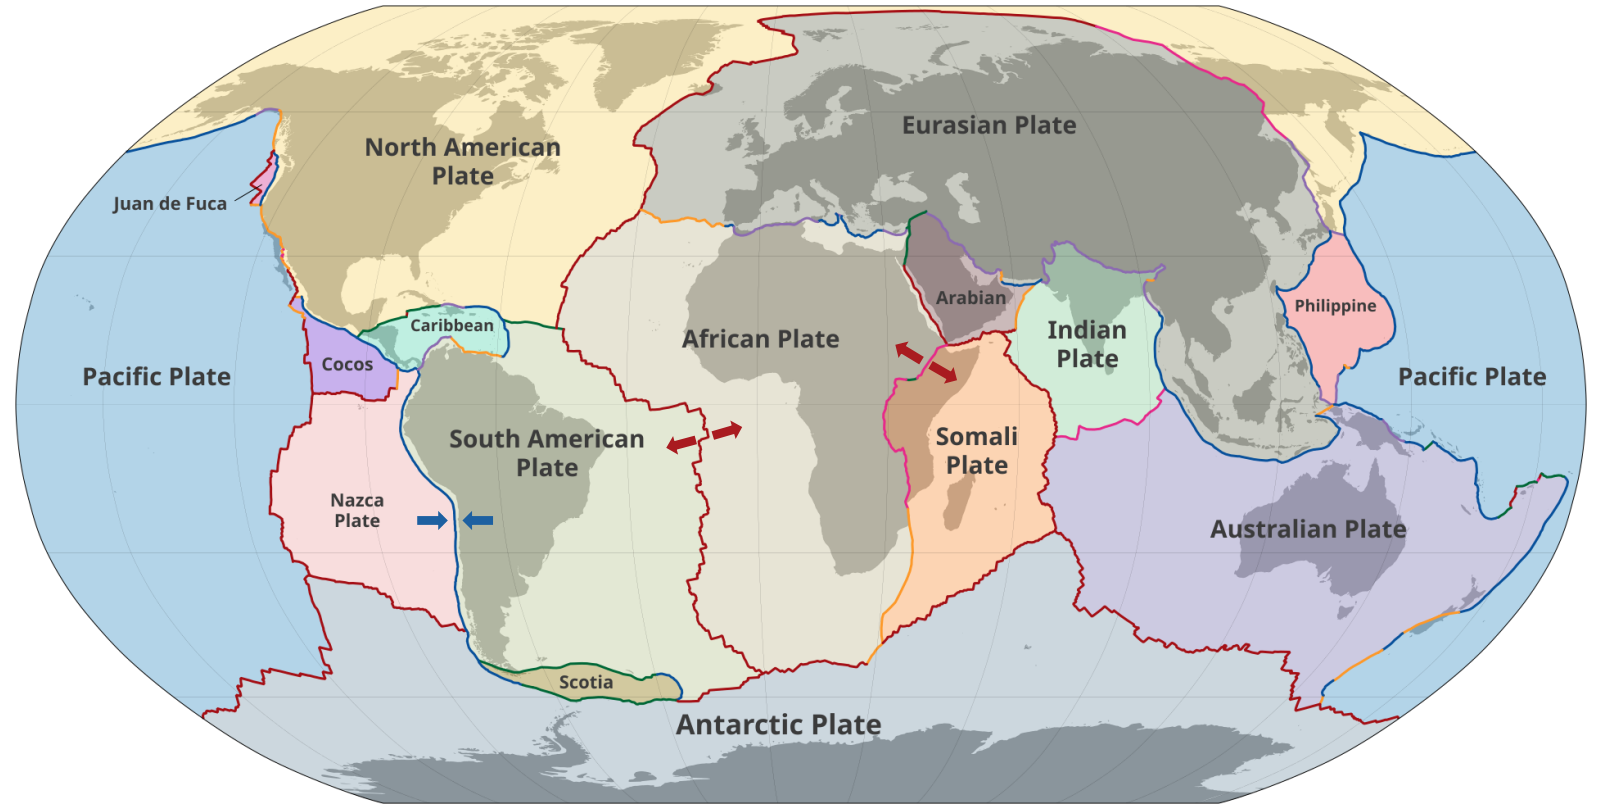 North American
Plate
Eurasian Plate
Juan de Fuca
Arabian
Philippine
Caribbean
Indian
Plate
African Plate
Cocos
Pacific Plate
Pacific Plate
South American
Plate
Somali
Plate
Nazca
Plate
Australian Plate
Scotia
Antarctic Plate